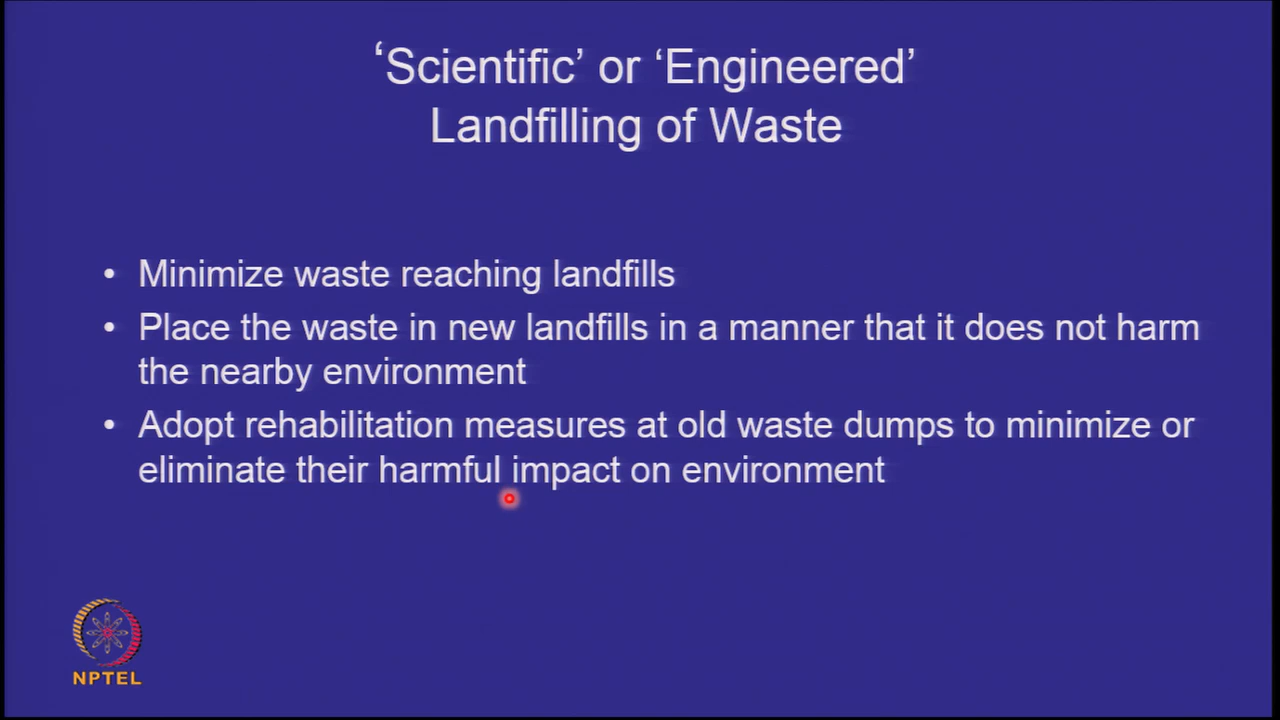 ‘Scientific’ or ‘Engineered’
Landfilling of Waste
• Minimize waste reaching landfills
• Place the waste in new landfills in a manner that it does not harm
the nearby environment
• Adopt rehabilitation measures at old waste dumps to minimize or
eliminate their harmful impact on environment
NPTEL